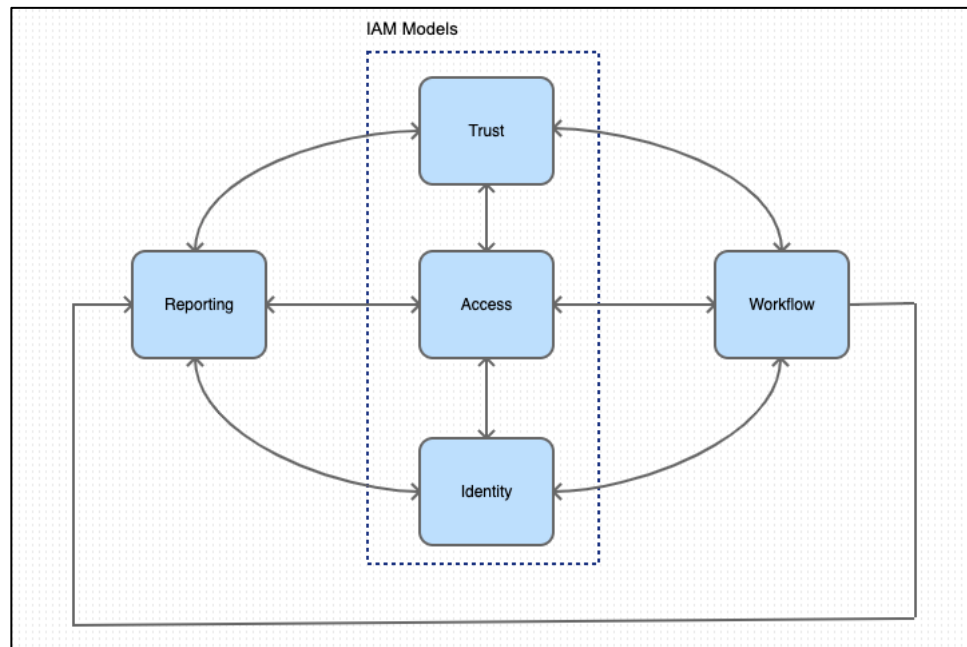 IAM Models
Trust
Reporting
Access
Workflow
Identity